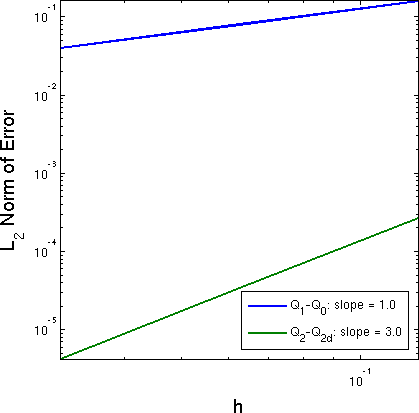 10⁻¹
10⁻²
10⁻³
10⁻⁴
10⁻⁵
L₂ Norm of Error
Q₁-Q₀: slope = 1.0
Q₂-Q₂d: slope = 3.0
10⁻¹
h